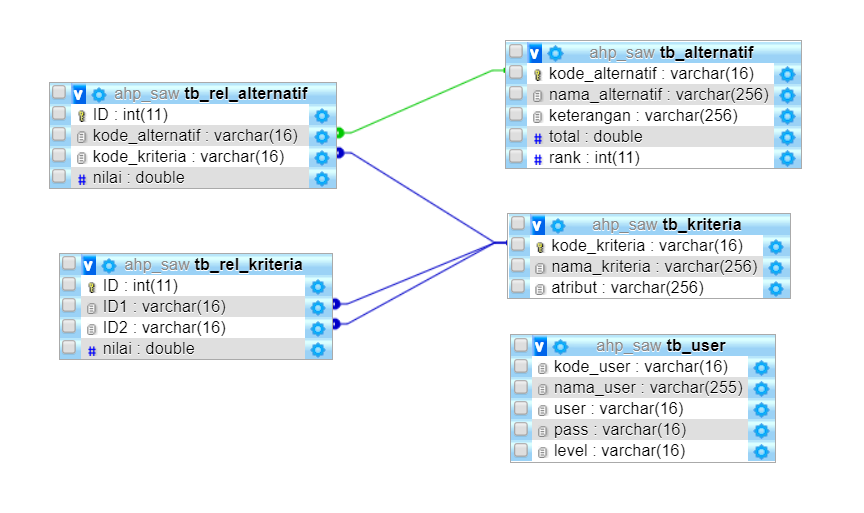 ahp_saw tb_rel_alternatif
ID : int(11)
kode_alternatif : varchar(16)
kode_kriteria : varchar(16)
# nilai : double
ahp_saw tb_alternatif
kode_alternatif : varchar(16)
nama_alternatif : varchar(256)
keterangan : varchar(256)
# total : double
# rank : int(11)
ahp_saw tb_rel_kriteria
ID : int(11)
ID1 : varchar(16)
ID2 : varchar(16)
# nilai : double
ahp_saw tb_kriteria
kode_kriteria : varchar(16)
nama_kriteria : varchar(256)
atribut : varchar(256)
ahp_saw tb_user
kode_user : varchar(16)
nama_user : varchar(255)
user : varchar(16)
pass : varchar(16)
level : varchar(16)